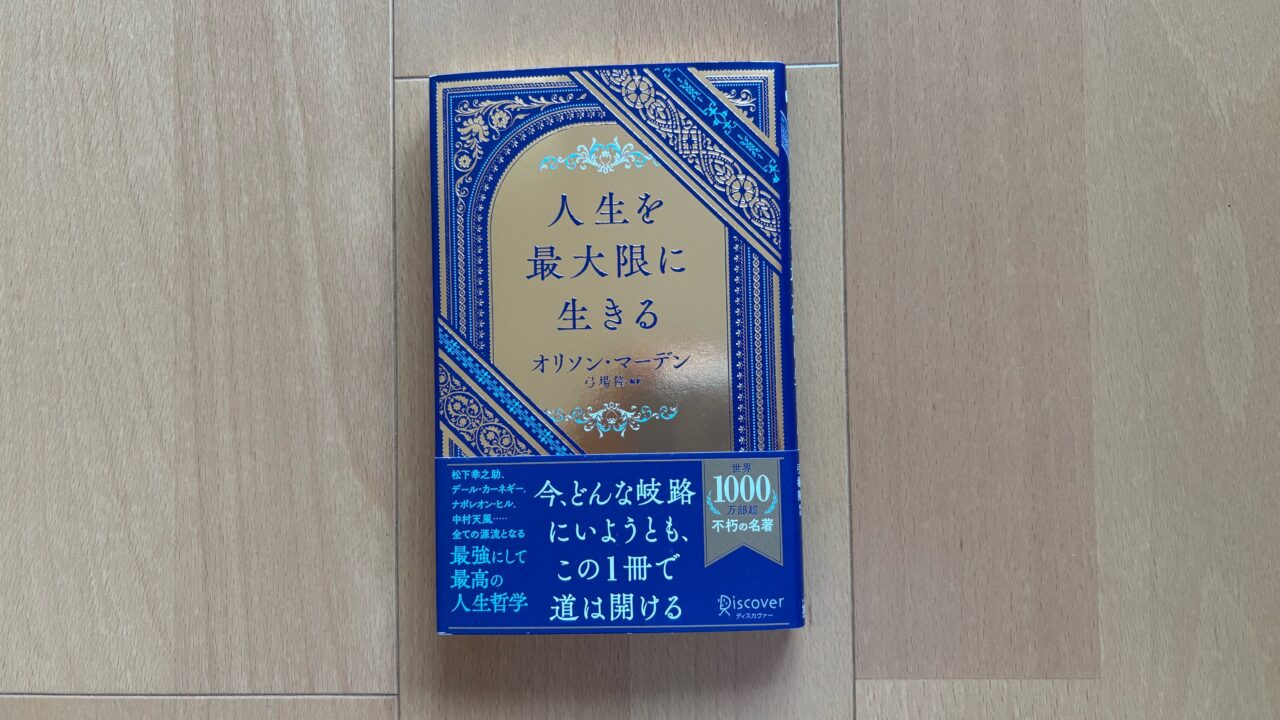 人生を
最大限に
生きる
オリソン・マーデン
弓場隆 編訳
松下幸之助、
デール・カーネギー、
ナポレオン・ヒル、
中村天風……
全ての源流となる
最強にして
最高の
人生哲学
今、どんな岐路
にいようとも、
この1冊で
道は開ける
世界
1000
万部超
不朽の名著
Discover
ディスカヴァー